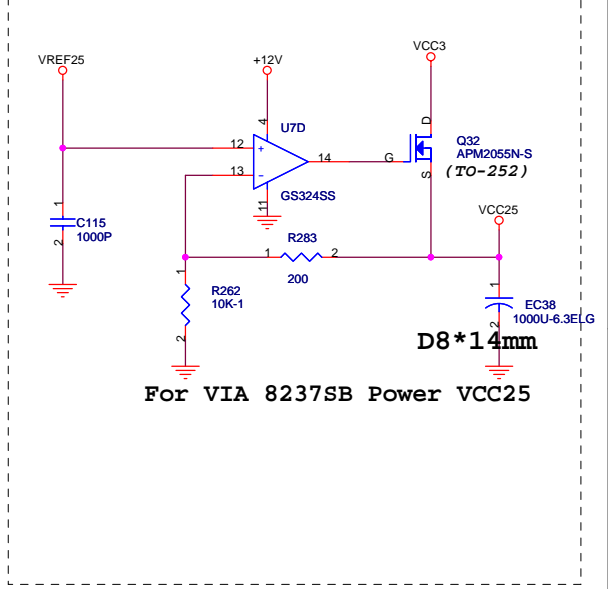 VCC3
VREF25
+12V
4
D
U7D
Q32
12
+
APM2055N-S
14
G
(TO-252)
13
−
S
11
GS324SS
1
VCC25
C115
2
1000P
R283
1
2
200
1
R262
10K-1
1
EC38
1000U-6.3ELG
2
2
D8*14mm
For VIA 8237SB Power VCC25